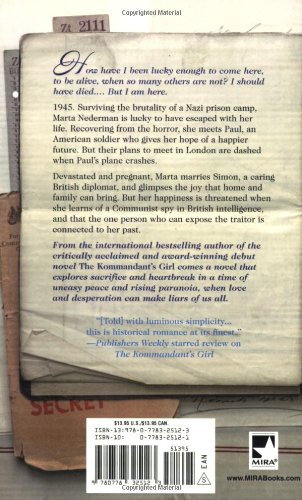 Zł 2111
How have I been lucky enough to come here,
to be alive, when so many others are not? I should
have died.... But I am here.
1945. Surviving the brutality of a Nazi prison camp,
Marta Nederman is lucky to have escaped with her
life. Recovering from the horror, she meets Paul, an
American soldier who gives her hope of a happier
future. But their plans to meet in London are dashed
when Paul's plane crashes.
Devastated and pregnant, Marta marries Simon, a caring
British diplomat, and glimpses the joy that home and
family can bring. But her happiness is threatened when
she learns of a Communist spy in British intelligence,
and that the one person who can expose the traitor is
connected to her past.
From the international bestselling author of the
critically acclaimed and award-winning debut
novel The Kommandant's Girl comes a novel that
explores sacrifice and heartbreak in a time of
uneasy peace and rising paranoia, when love
and desperation can make liars of us all.
"[Told] with luminous simplicity...
this is historical romance at its finest."
—Publishers Weekly starred review on
The Kommandant's Girl
SECRET
$13.95 U.S./$13.95 CAN.
ISBN-13: 978-0-7783-2512-3
ISBN-10: 0-7783-2512-1
51395
9 780778 325123
EAN
MIRA®
www.MIRABooks.com